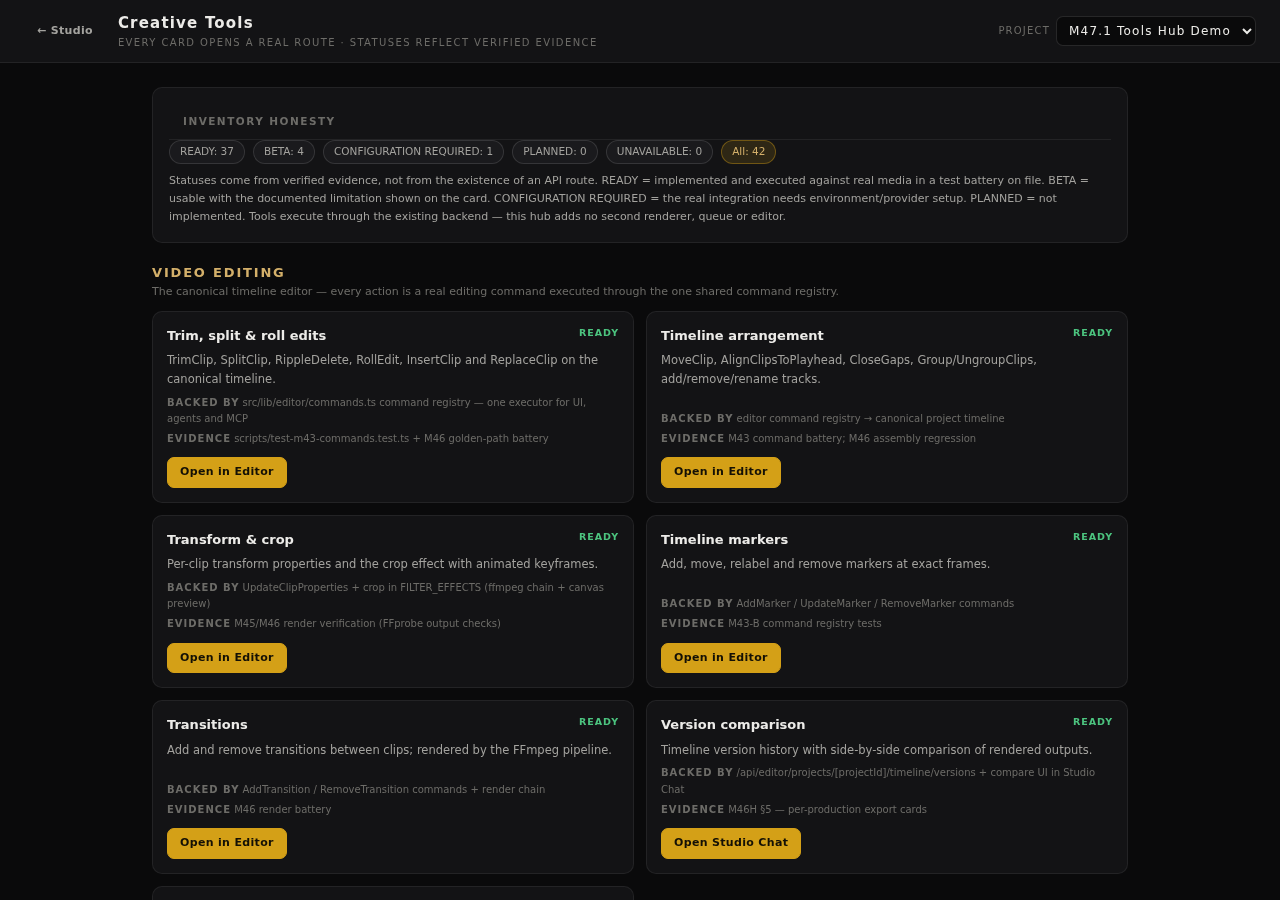 ← Studio
Creative Tools
EVERY CARD OPENS A REAL ROUTE · STATUSES REFLECT VERIFIED EVIDENCE
PROJECT
M47.1 Tools Hub Demo
INVENTORY HONESTY
READY: 37
BETA: 4
CONFIGURATION REQUIRED: 1
PLANNED: 0
UNAVAILABLE: 0
All: 42
Statuses come from verified evidence, not from the existence of an API route. READY = implemented and executed against real media in a test battery on file. BETA =
usable with the documented limitation shown on the card. CONFIGURATION REQUIRED = the real integration needs environment/provider setup. PLANNED = not
implemented. Tools execute through the existing backend — this hub adds no second renderer, queue or editor.
VIDEO EDITING
The canonical timeline editor — every action is a real editing command executed through the one shared command registry.
Trim, split & roll edits
READY
TrimClip, SplitClip, RippleDelete, RollEdit, InsertClip and ReplaceClip on the
canonical timeline.
BACKED BY src/lib/editor/commands.ts command registry — one executor for UI,
agents and MCP
EVIDENCE scripts/test-m43-commands.test.ts + M46 golden-path battery
Open in Editor
Timeline arrangement
READY
MoveClip, AlignClipsToPlayhead, CloseGaps, Group/UngroupClips,
add/remove/rename tracks.
BACKED BY editor command registry → canonical project timeline
EVIDENCE M43 command battery; M46 assembly regression
Open in Editor
Transform & crop
READY
Per-clip transform properties and the crop effect with animated keyframes.
BACKED BY UpdateClipProperties + crop in FILTER_EFFECTS (ffmpeg chain + canvas
preview)
EVIDENCE M45/M46 render verification (FFprobe output checks)
Open in Editor
Timeline markers
READY
Add, move, relabel and remove markers at exact frames.
BACKED BY AddMarker / UpdateMarker / RemoveMarker commands
EVIDENCE M43-B command registry tests
Open in Editor
Transitions
READY
Add and remove transitions between clips; rendered by the FFmpeg pipeline.
BACKED BY AddTransition / RemoveTransition commands + render chain
EVIDENCE M46 render battery
Open in Editor
Version comparison
READY
Timeline version history with side-by-side comparison of rendered outputs.
BACKED BY /api/editor/projects/[projectId]/timeline/versions + compare UI in Studio
Chat
EVIDENCE M46H §5 — per-production export cards
Open Studio Chat